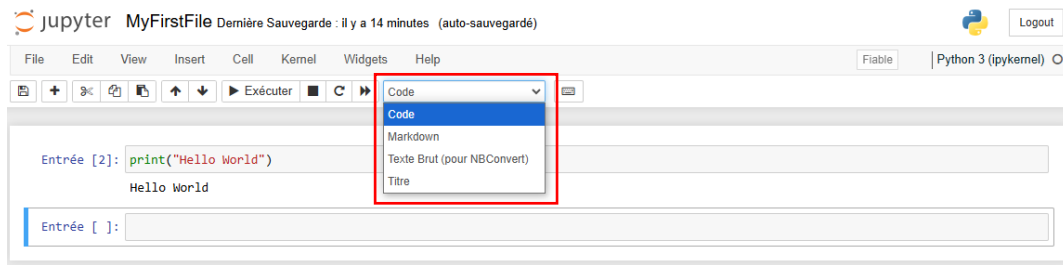 jupyter MyFirstFile Dernière Sauvegarde : il y a 14 minutes (auto-sauvegardé) Logout
File Edit View Insert Cell Kernel Widgets Help Fiable Python 3 (ipykernel)
Exécuter Code
Code
Markdown
Texte Brut (pour NBConvert)
Titre
Entrée [2]: print("Hello World")
Hello World
Entrée [ ]: